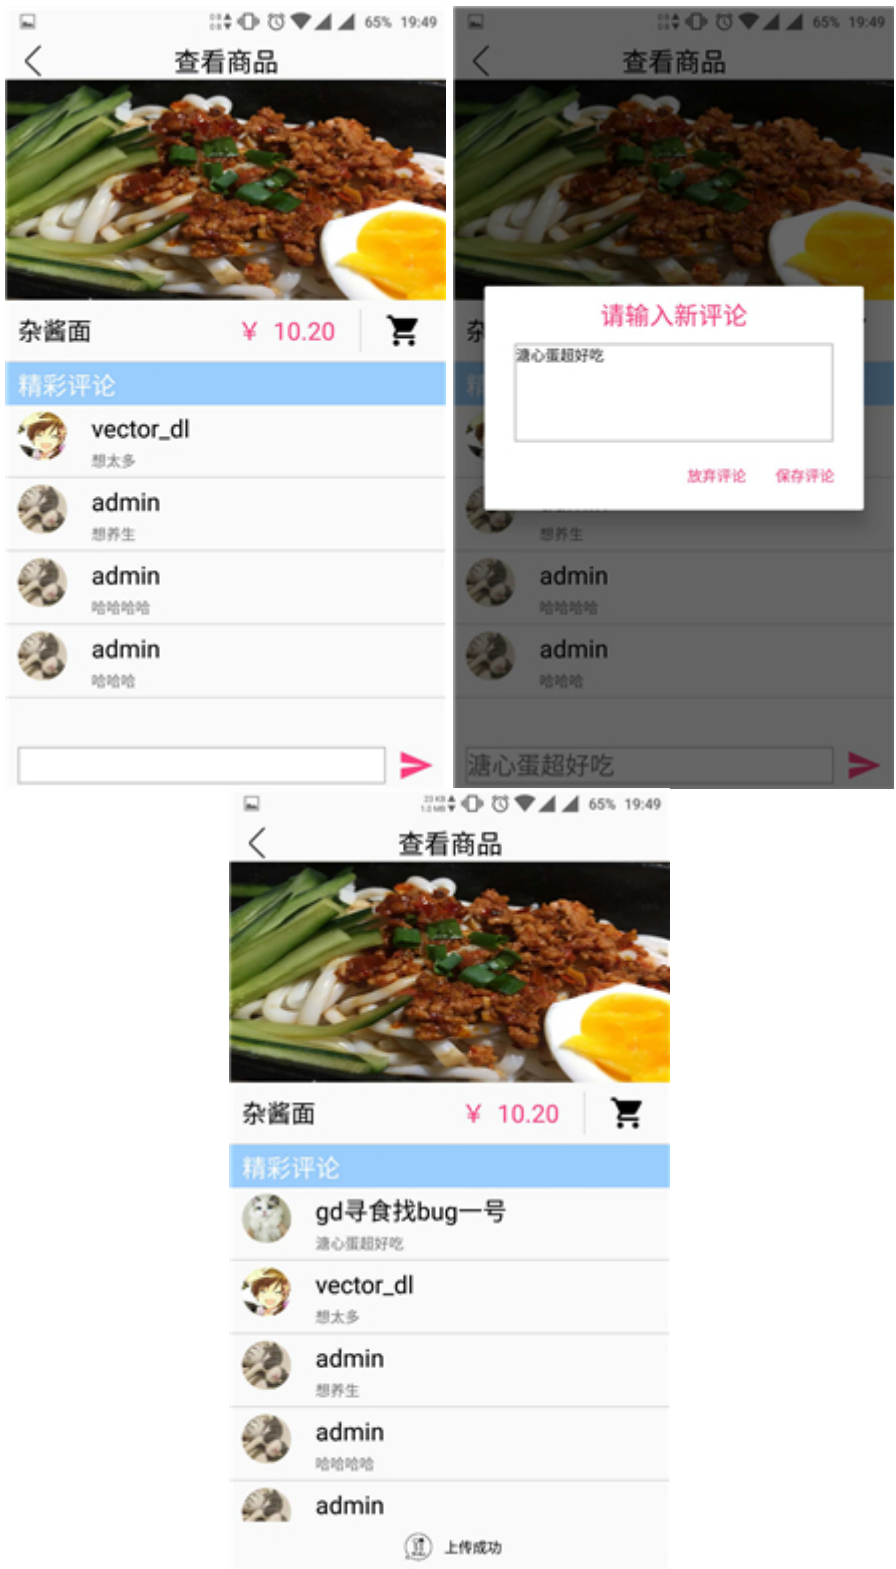 65% 19:49
查看商品
杂酱面 ¥ 10.20
精彩评论
vector_dl
想太多
admin
想养生
admin
哈哈哈哈
admin
哈哈哈
65% 19:49
查看商品
杂
请输入新评论
溏心蛋超好吃
放弃评论 保存评论
精
想养生
admin
哈哈哈哈
admin
哈哈哈
溏心蛋超好吃
65% 19:49
查看商品
杂酱面 ¥ 10.20
精彩评论
gd寻食找bug一号
溏心蛋超好吃
vector_dl
想太多
admin
想养生
admin
哈哈哈哈
admin
上传成功